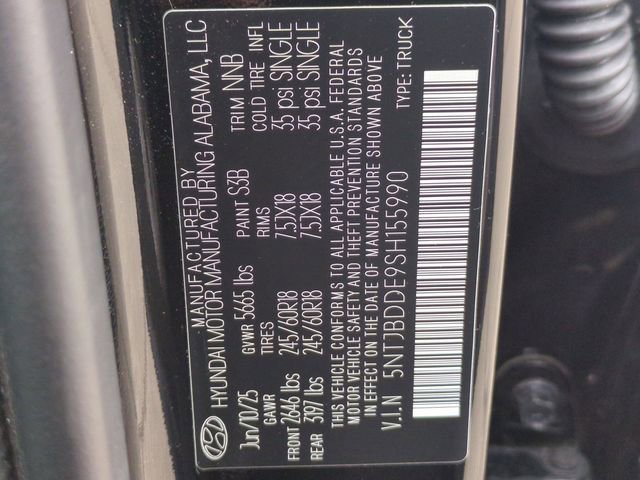 MANUFACTURED BY
HYUNDAI MOTOR MANUFACTURING ALABAMA, LLC
Jun/10/25 GVWR 5665 lbs PAINT S3B TRIM NNB
GAWR TIRES RIMS COLD TIRE INFL
FRONT 2646 lbs 245/60R18 7.5JX18 35 psi SINGLE
REAR 3197 lbs 245/60R18 7.5JX18 35 psi SINGLE
THIS VEHICLE CONFORMS TO ALL APPLICABLE U.S.A. FEDERAL
MOTOR VEHICLE SAFETY AND THEFT PREVENTION STANDARDS
IN EFFECT ON THE DATE OF MANUFACTURE SHOWN ABOVE
V.I.N 5NTJBDDE9SH155990 TYPE: TRUCK